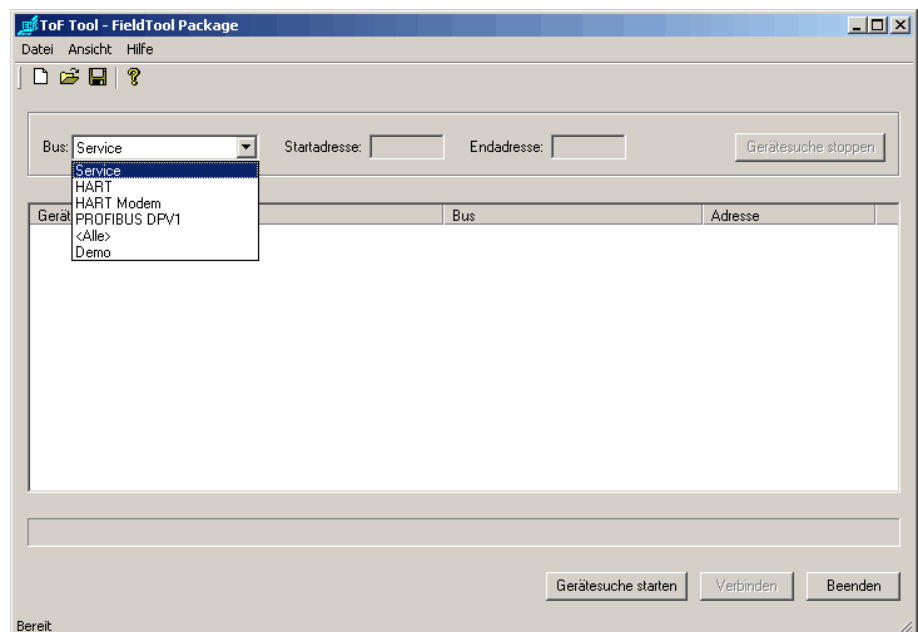 ToF Tool - FieldTool Package
Datei Ansicht Hilfe
Bus: Service Startadresse: Endadresse: Gerätesuche stoppen
Service
HART
HART Modem
PROFIBUS DPV1
<Alle>
Demo
Bus Adresse
Gerätesuche starten Verbinden Beenden
Bereit